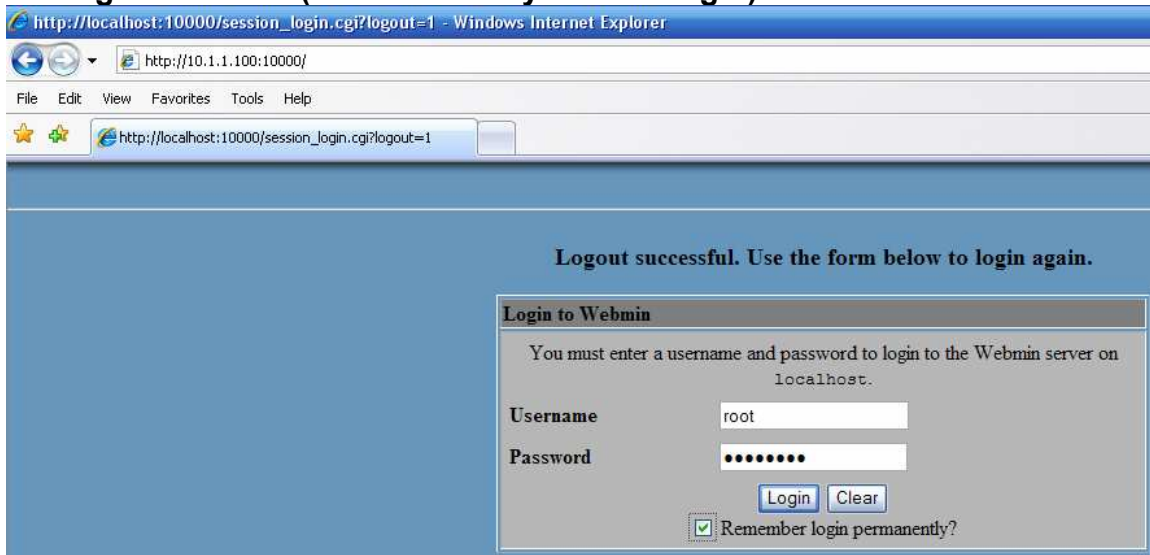 http://localhost:10000/session_login.cgi?logout=1 - Windows Internet Explorer
http://10.1.1.100:10000/
File Edit View Favorites Tools Help
http://localhost:10000/session_login.cgi?logout=1
Logout successful. Use the form below to login again.
Login to Webmin
You must enter a username and password to login to the Webmin server on
localhost.
Username root
Password ••••••••
Login Clear
Remember login permanently?